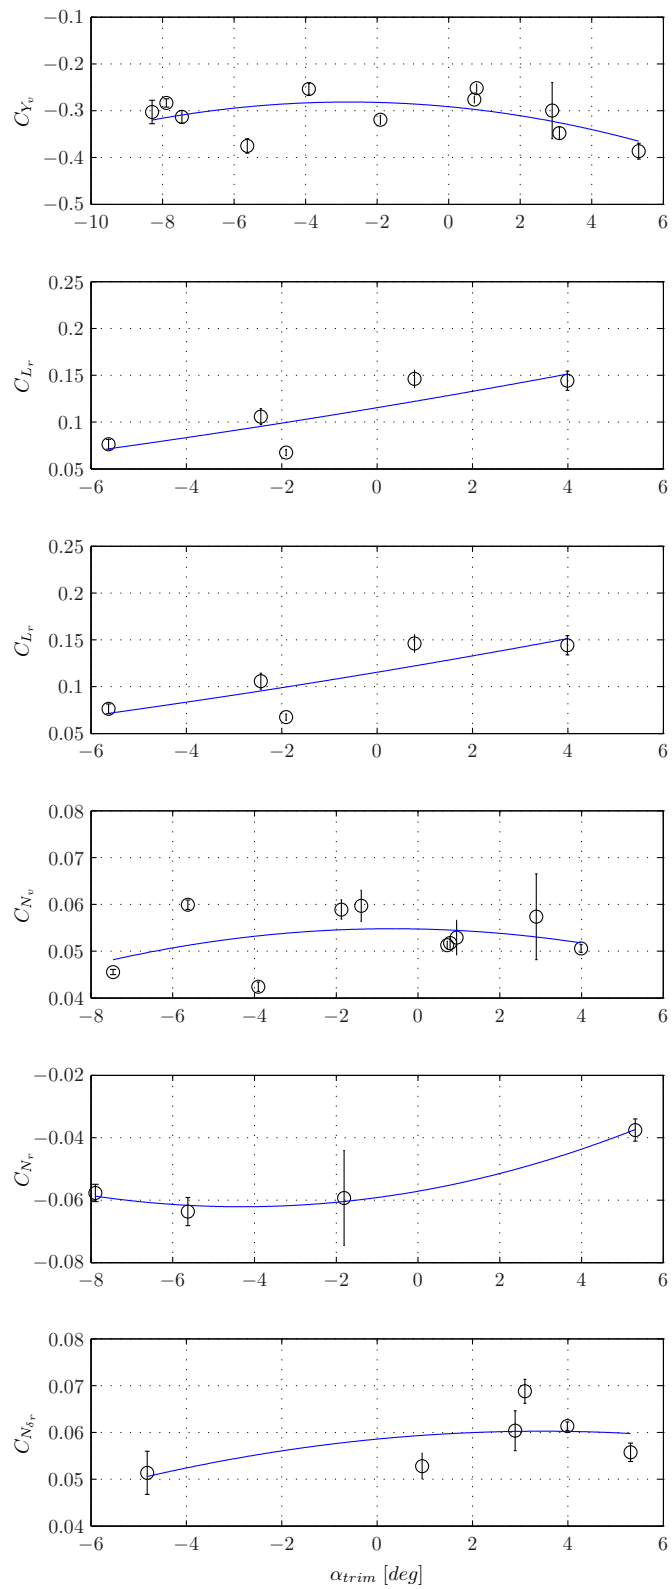 −0.1
−0.2
−0.3
−0.4
−0.5
C_{Y_v}
−10 −8 −6 −4 −2 0 2 4 6
0.25
0.2
0.15
0.1
0.05
C_{L_r}
−6 −4 −2 0 2 4 6
0.25
0.2
0.15
0.1
0.05
C_{L_r}
−6 −4 −2 0 2 4 6
0.08
0.07
0.06
0.05
0.04
C_{N_v}
−8 −6 −4 −2 0 2 4 6
−0.02
−0.04
−0.06
−0.08
C_{N_r}
−8 −6 −4 −2 0 2 4 6
0.08
0.07
0.06
0.05
0.04
C_{N_{δ_r}}
−6 −4 −2 0 2 4 6
α_{trim} [deg]